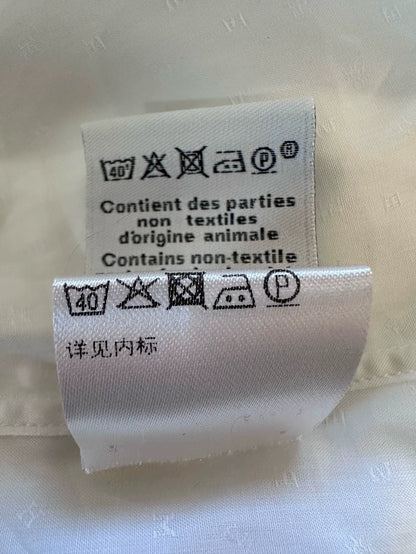 40° P ®
Contient des parties
non textiles
d'origine animale
Contains non-textile
40 P
详见内标